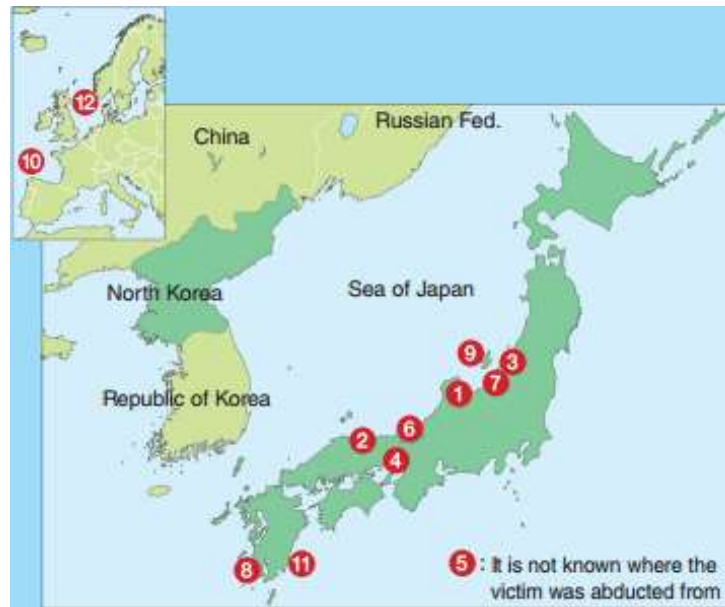 12
10
China
Russian Fed.
North Korea
Sea of Japan
Republic of Korea
9
3
7
1
6
2
4
8
11
5 : It is not known where the
victim was abducted from